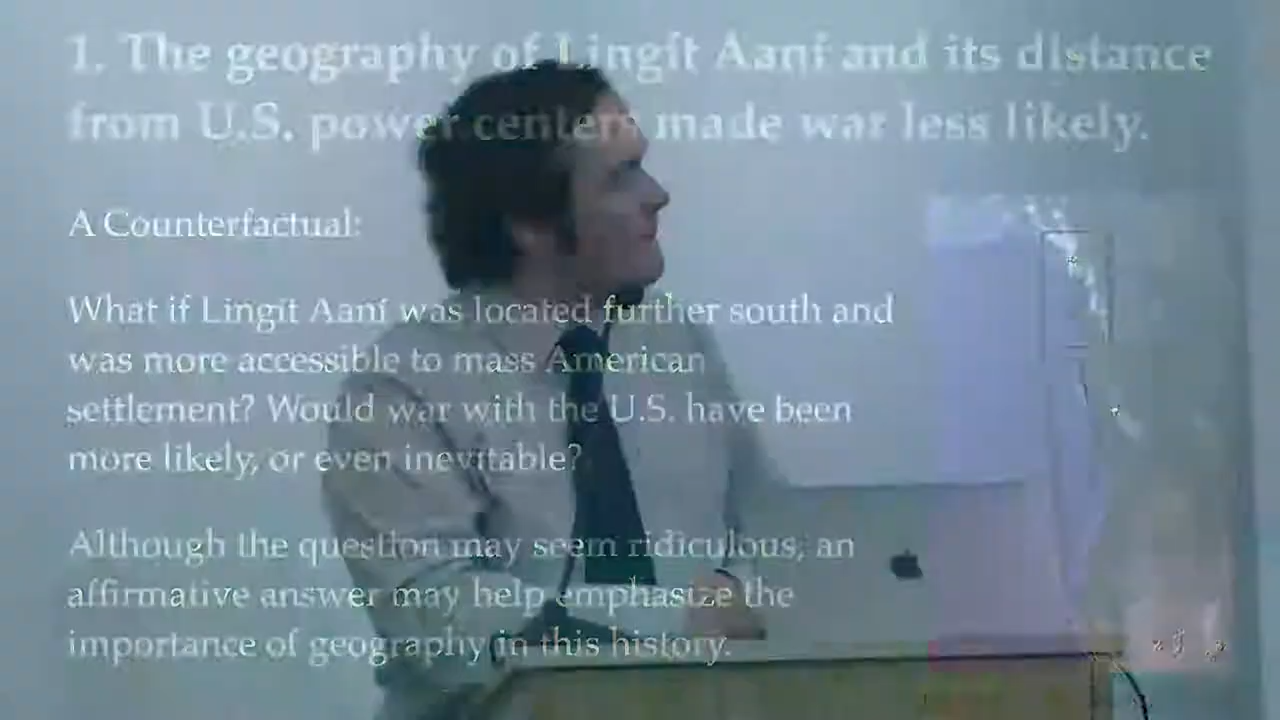 1. The geography of Lingít Aaní and its distance
from U.S. power centers made war less likely.
A Counterfactual:
What if Lingít Aaní was located further south and
was more accessible to mass American
settlement? Would war with the U.S. have been
more likely, or even inevitable?
Although the question may seem ridiculous, an
affirmative answer may help emphasize the
importance of geography in this history.